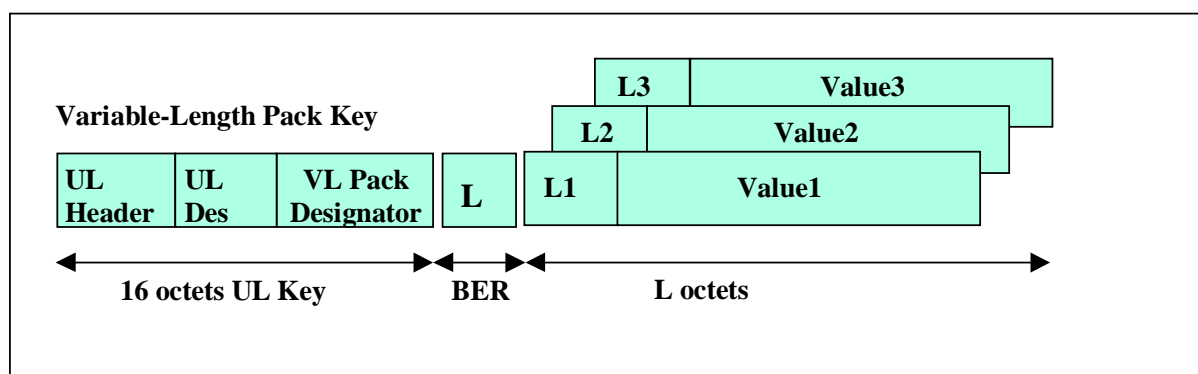 L3 Value3
Variable-Length Pack Key
L2 Value2
UL Header
UL Des
VL Pack Designator
L
L1 Value1
16 octets UL Key
BER
L octets